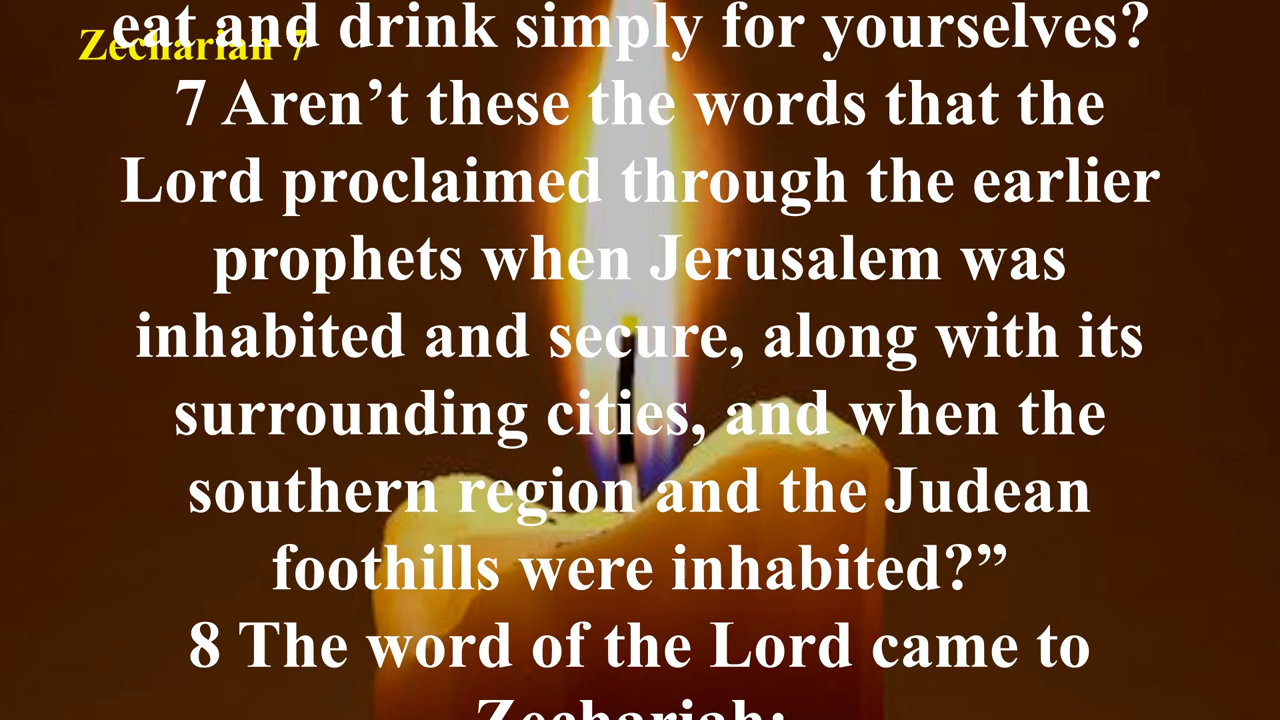 eat and drink simply for yourselves?
Zechariah 7
7 Aren’t these the words that the
Lord proclaimed through the earlier
prophets when Jerusalem was
inhabited and secure, along with its
surrounding cities, and when the
southern region and the Judean
foothills were inhabited?”
8 The word of the Lord came to
Zechariah: